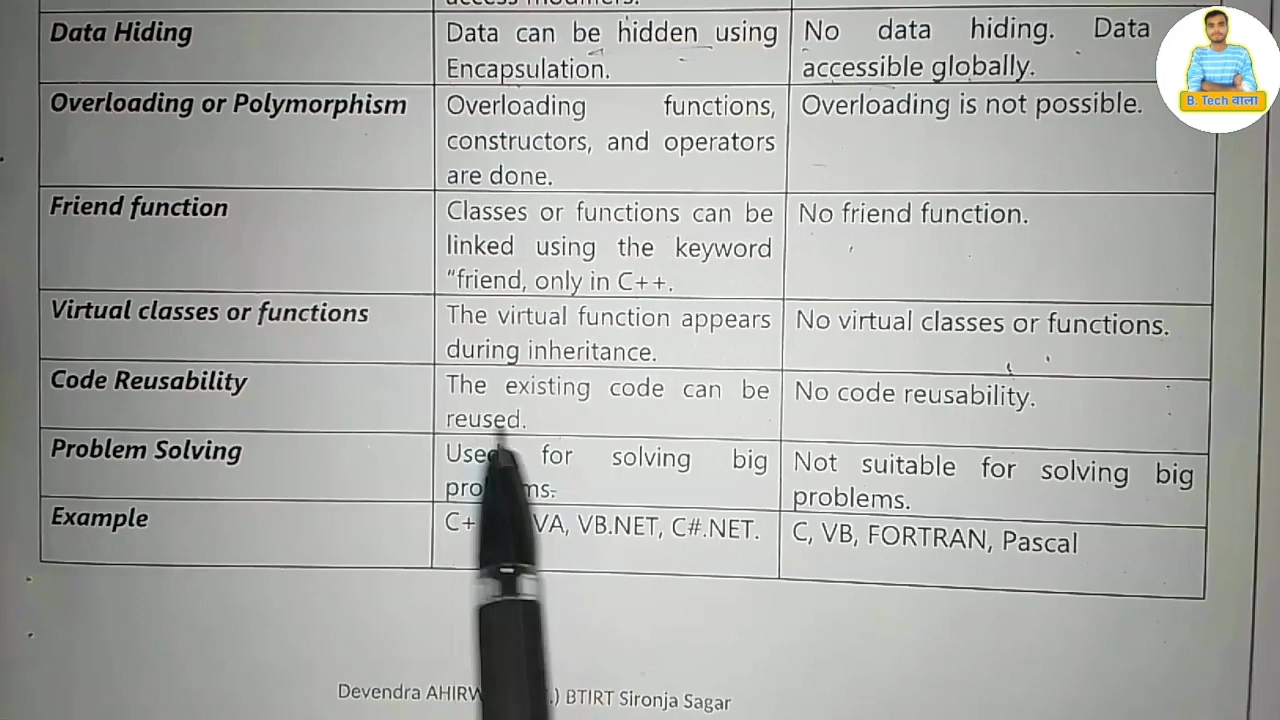 Data Hiding
Data can be hidden using
Encapsulation.
No data hiding. Data
accessible globally.
Overloading or Polymorphism
Overloading functions,
constructors, and operators
are done.
Overloading is not possible.
Friend function
Classes or functions can be
linked using the keyword
"friend, only in C++.
No friend function.
Virtual classes or functions
The virtual function appears
during inheritance.
No virtual classes or functions.
Code Reusability
The existing code can be
reused.
No code reusability.
Problem Solving
Used for solving big
Not suitable for solving big
problems.
Example
VB.NET, C#.NET.
C, VB, FORTRAN, Pascal
Devendra BTIRT Sironja Sagar
B. Tech वाला